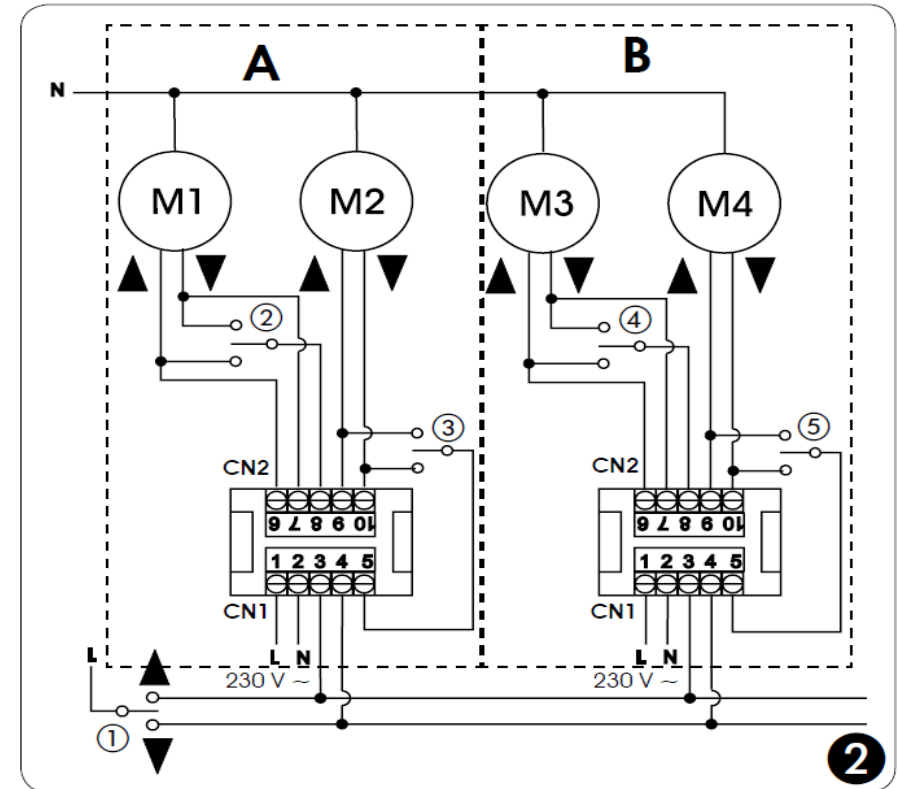 A B
N
M1 M2 M3 M4
▲ ▼ ▲ ▼ ▲ ▼ ▲ ▼
② ④
③ ⑤
CN2 CN2
6 7 8 9 10 6 7 8 9 10
1 2 3 4 5 1 2 3 4 5
CN1 CN1
L L N L N
230 V ~ 230 V ~
▲
①
▼
2